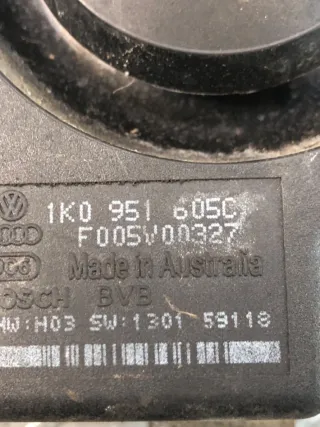 1K0 951 605C
F005V00327
Made in Australia
BOSCH BVB
HW:H03 SW:1301 59118